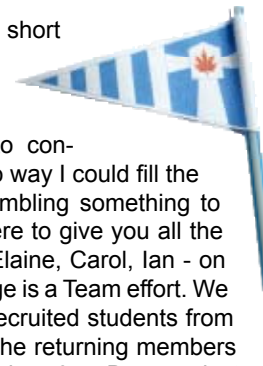 short
o con-
o way I could fill the
mbling something to
ere to give you all the
Elaine, Carol, Ian - on
ge is a Team effort. We
recruited students from
he returning members